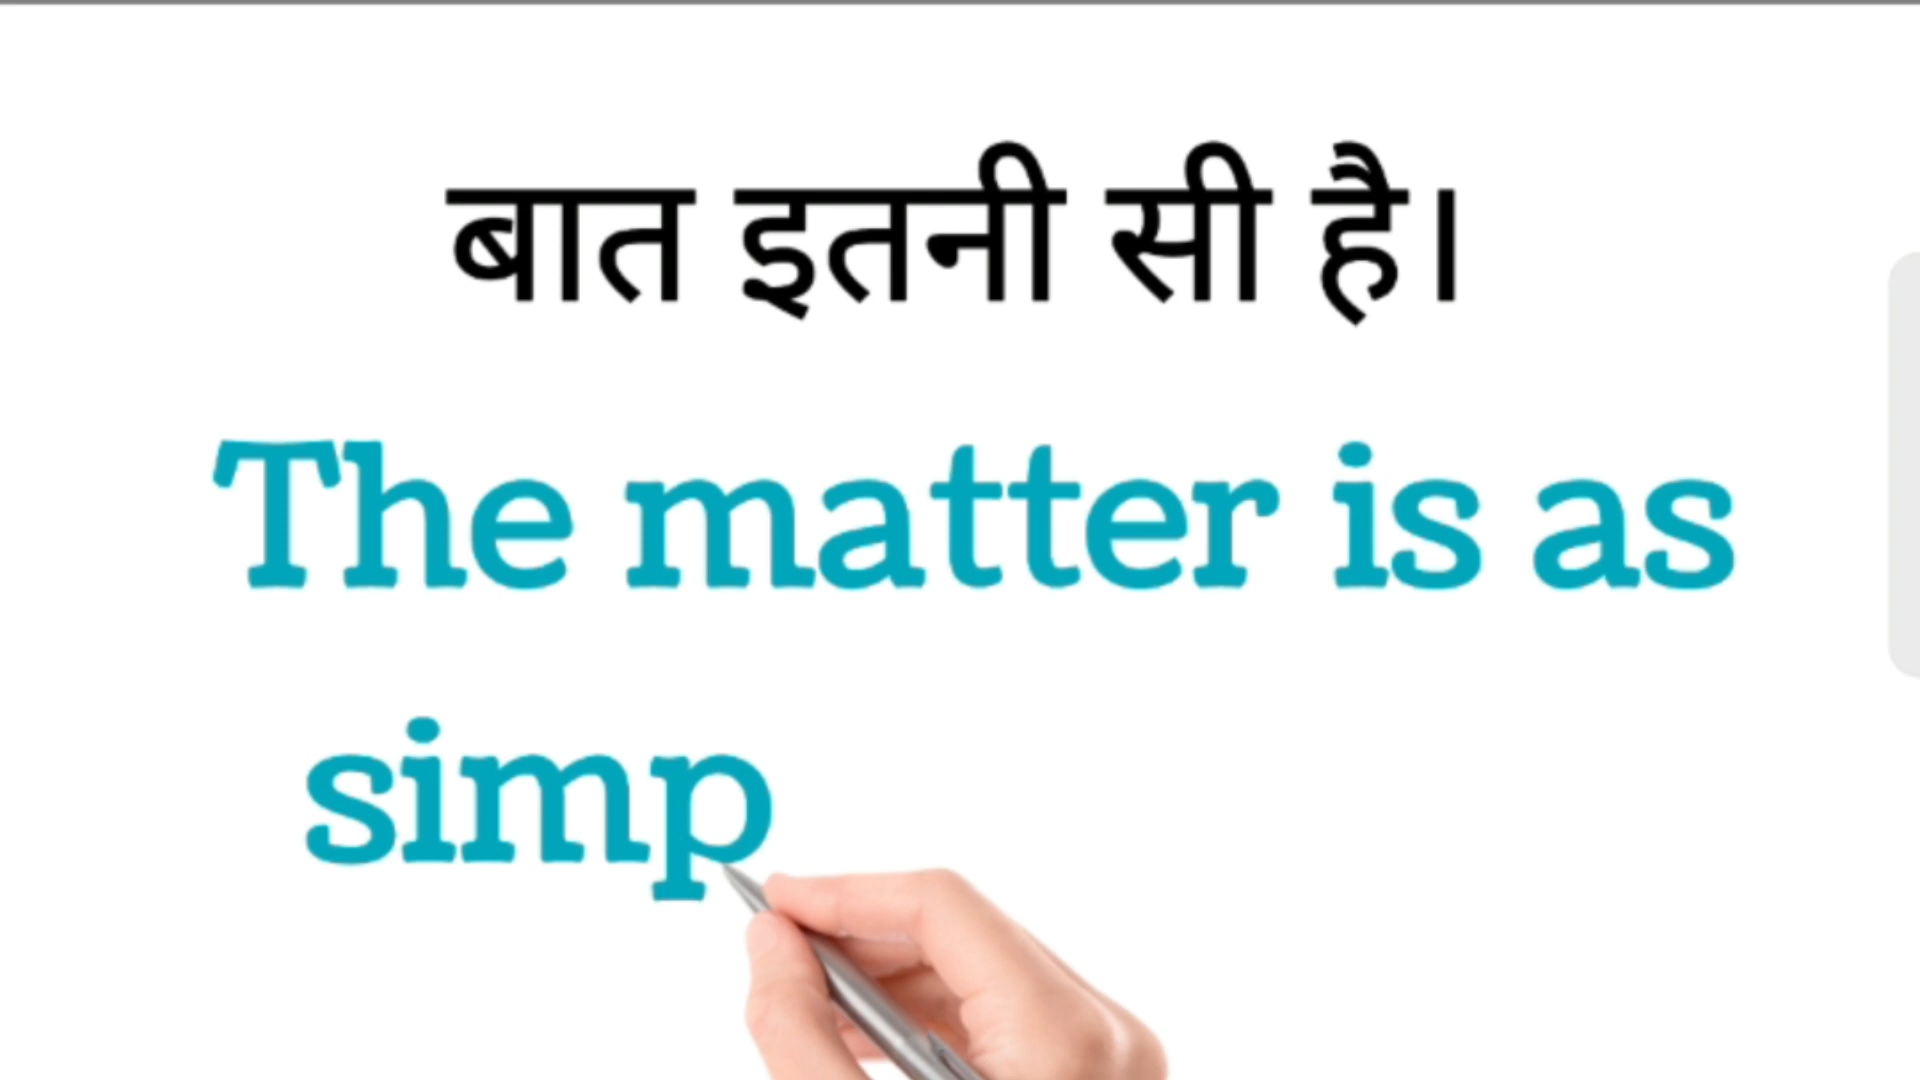 बात इतनी सी है।
The matter is as
simp